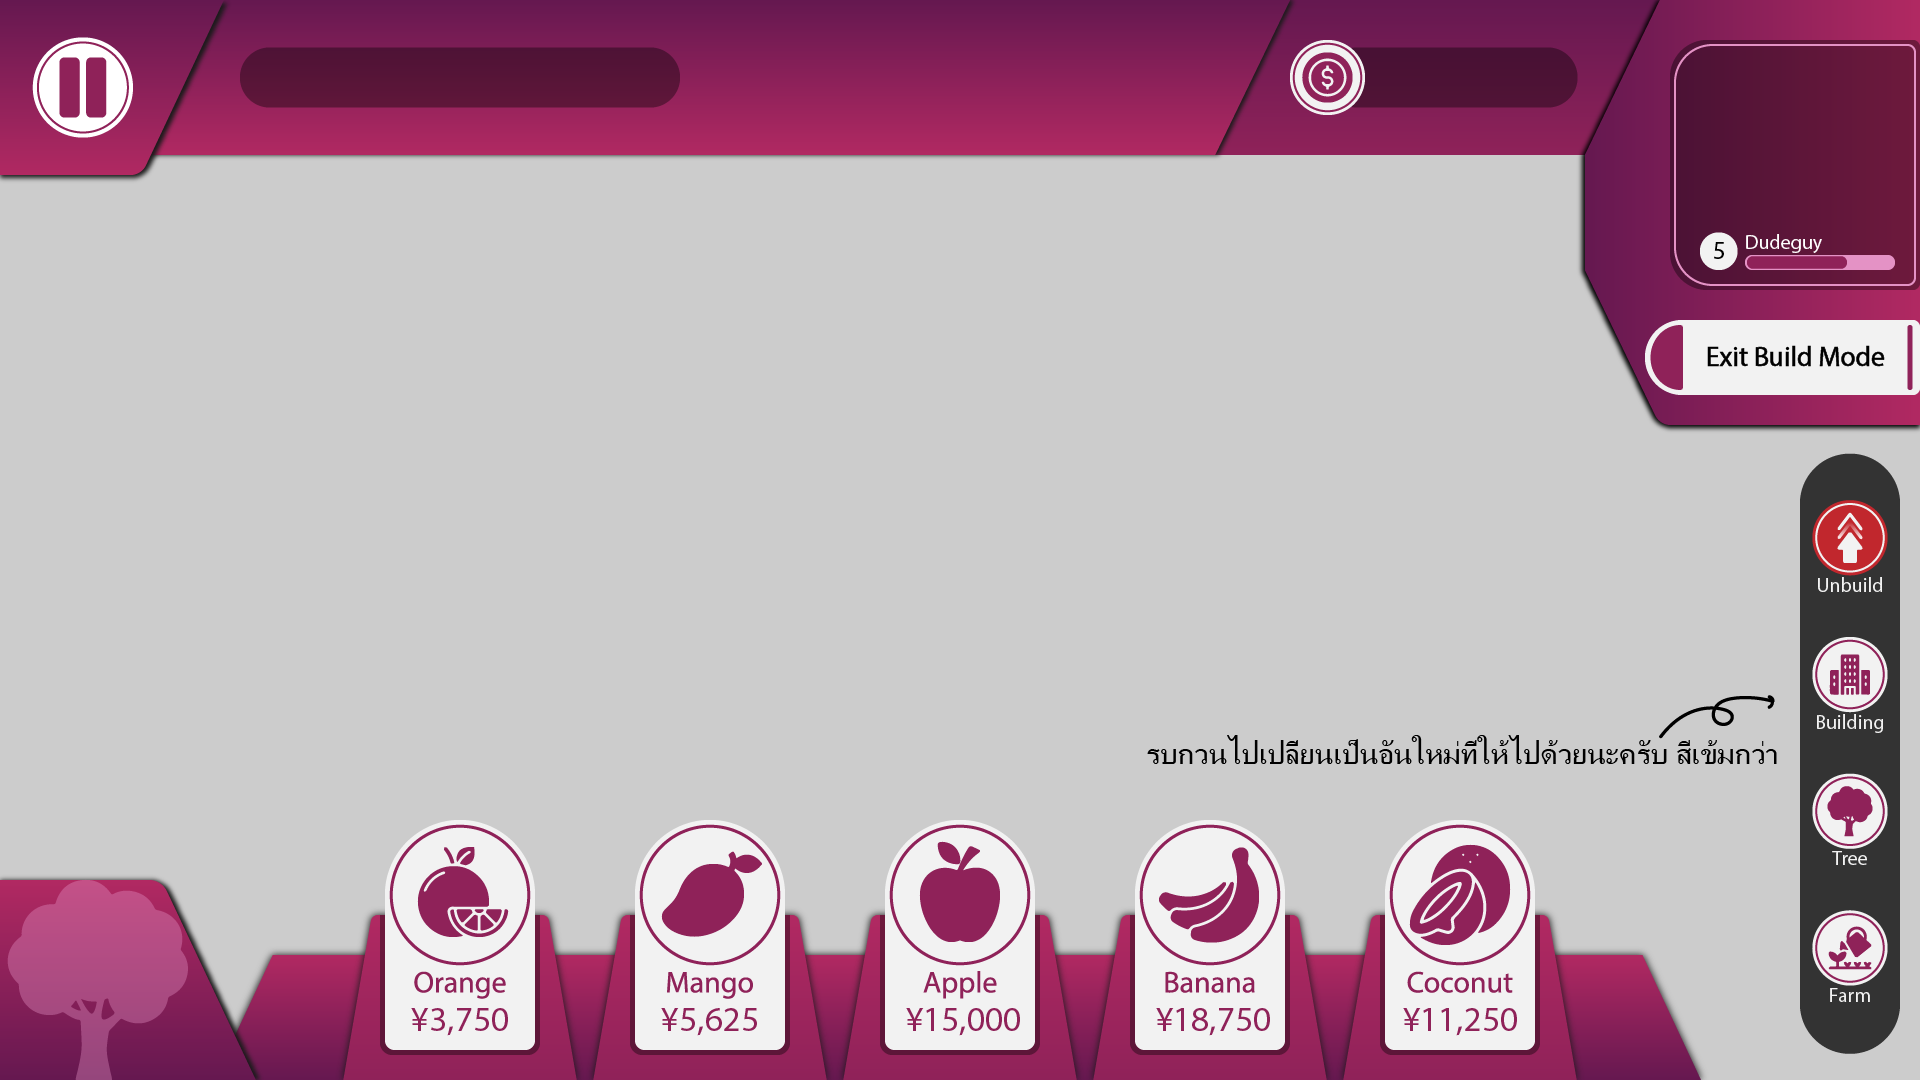 $
5
Dudeguy
Exit Build Mode
Unbuild
Building
รบกวนไปเปลี่ยนเป็นอันใหม่ที่ให้ไปด้วยนะครับ สีเข้มกว่า
Tree
Farm
Orange
¥3,750
Mango
¥5,625
Apple
¥15,000
Banana
¥18,750
Coconut
¥11,250